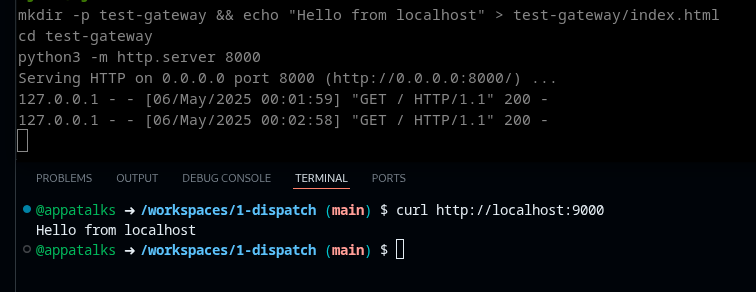 mkdir -p test-gateway && echo "Hello from localhost" > test-gateway/index.html
cd test-gateway
python3 -m http.server 8000
Serving HTTP on 0.0.0.0 port 8000 (http://0.0.0.0:8000/) ...
127.0.0.1 - - [06/May/2025 00:01:59] "GET / HTTP/1.1" 200 -
127.0.0.1 - - [06/May/2025 00:02:58] "GET / HTTP/1.1" 200 -
PROBLEMS OUTPUT DEBUG CONSOLE TERMINAL PORTS
@appatalks ➜ /workspaces/1-dispatch (main) $ curl http://localhost:9000
Hello from localhost
@appatalks ➜ /workspaces/1-dispatch (main) $